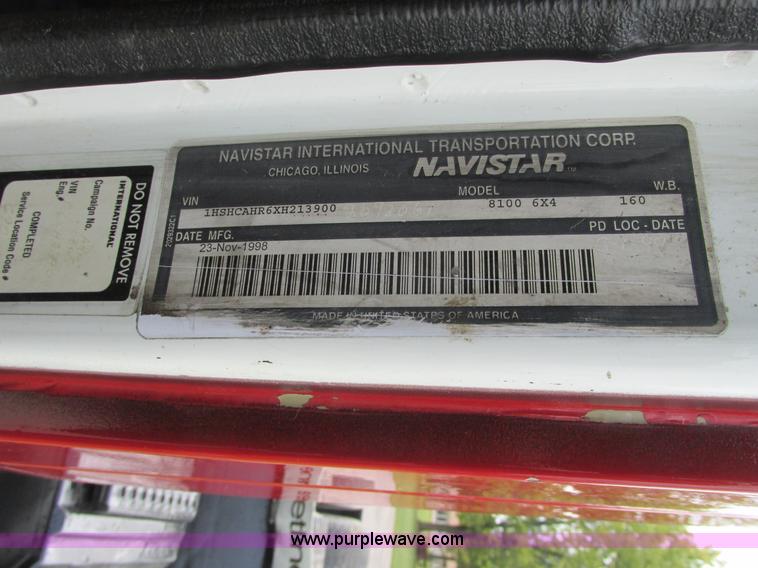 NAVISTAR INTERNATIONAL TRANSPORTATION CORP.
CHICAGO, ILLINOIS NAVISTAR
VIN MODEL W.B.
1HSHCAHR6XH213900 8100 6X4 160
DATE MFG. PD LOC - DATE
23-Nov-1998
MADE IN UNITED STATES OF AMERICA
DO NOT REMOVE
INTERNATIONAL
Campaign No.
VIN
Eng.#
COMPLETED
Service Location Code #
www.purplewave.com